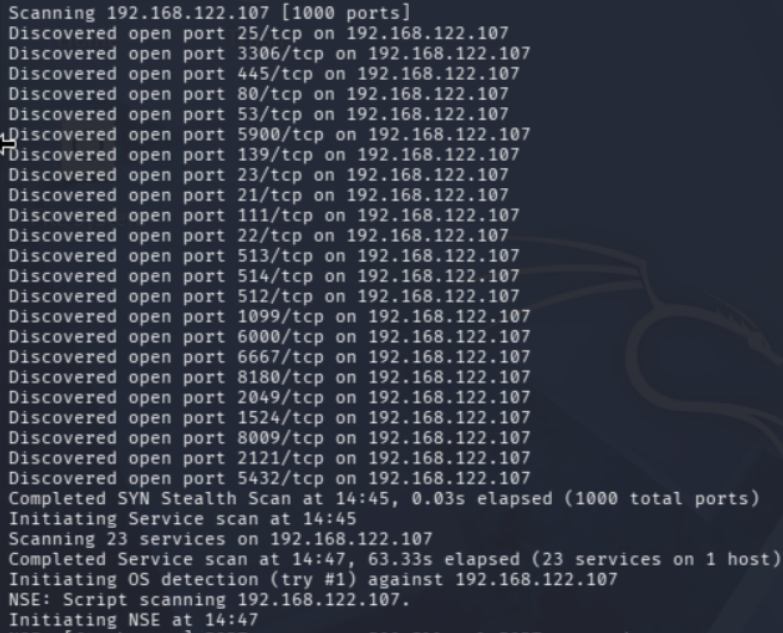 Scanning 192.168.122.107 [1000 ports]
Discovered open port 25/tcp on 192.168.122.107
Discovered open port 3306/tcp on 192.168.122.107
Discovered open port 445/tcp on 192.168.122.107
Discovered open port 80/tcp on 192.168.122.107
Discovered open port 53/tcp on 192.168.122.107
Discovered open port 5900/tcp on 192.168.122.107
Discovered open port 139/tcp on 192.168.122.107
Discovered open port 23/tcp on 192.168.122.107
Discovered open port 21/tcp on 192.168.122.107
Discovered open port 111/tcp on 192.168.122.107
Discovered open port 22/tcp on 192.168.122.107
Discovered open port 513/tcp on 192.168.122.107
Discovered open port 514/tcp on 192.168.122.107
Discovered open port 512/tcp on 192.168.122.107
Discovered open port 1099/tcp on 192.168.122.107
Discovered open port 6000/tcp on 192.168.122.107
Discovered open port 6667/tcp on 192.168.122.107
Discovered open port 8180/tcp on 192.168.122.107
Discovered open port 2049/tcp on 192.168.122.107
Discovered open port 1524/tcp on 192.168.122.107
Discovered open port 8009/tcp on 192.168.122.107
Discovered open port 2121/tcp on 192.168.122.107
Discovered open port 5432/tcp on 192.168.122.107
Completed SYN Stealth Scan at 14:45, 0.03s elapsed (1000 total ports)
Initiating Service scan at 14:45
Scanning 23 services on 192.168.122.107
Completed Service scan at 14:47, 63.33s elapsed (23 services on 1 host)
Initiating OS detection (try #1) against 192.168.122.107
NSE: Script scanning 192.168.122.107.
Initiating NSE at 14:47